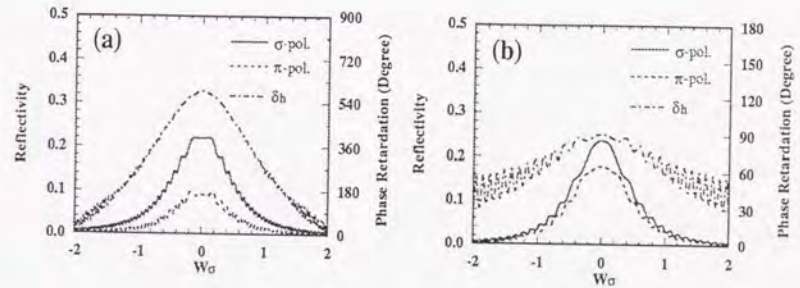 (a)
σ-pol.
π-pol.
δh
Reflectivity
0.5
0.4
0.3
0.2
0.1
0.0
Phase Retardation (Degree)
900
720
540
360
180
0
-2 -1 0 1 2
Wσ
(b)
σ-pol.
π-pol.
δh
Reflectivity
0.5
0.4
0.3
0.2
0.1
0.0
Phase Retardation (Degree)
180
150
120
90
60
30
0
-2 -1 0 1 2
Wσ